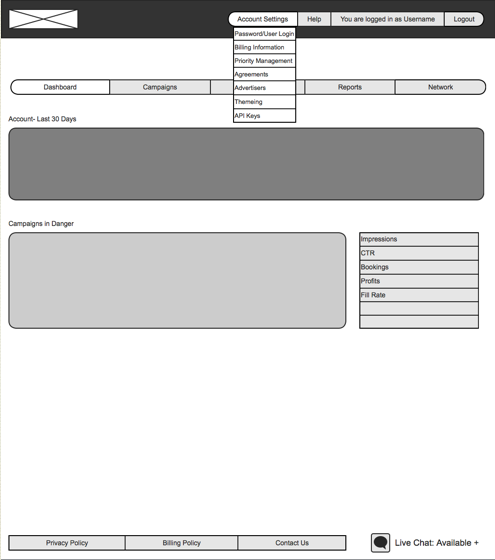 Account Settings
Help
You are logged in as Username
Logout
Password/User Login
Billing Information
Priority Management
Agreements
Advertisers
Themeing
API Keys
Dashboard
Campaigns
Reports
Network
Account- Last 30 Days
Campaigns in Danger
Impressions
CTR
Bookings
Profits
Fill Rate
Privacy Policy
Billing Policy
Contact Us
Live Chat: Available +